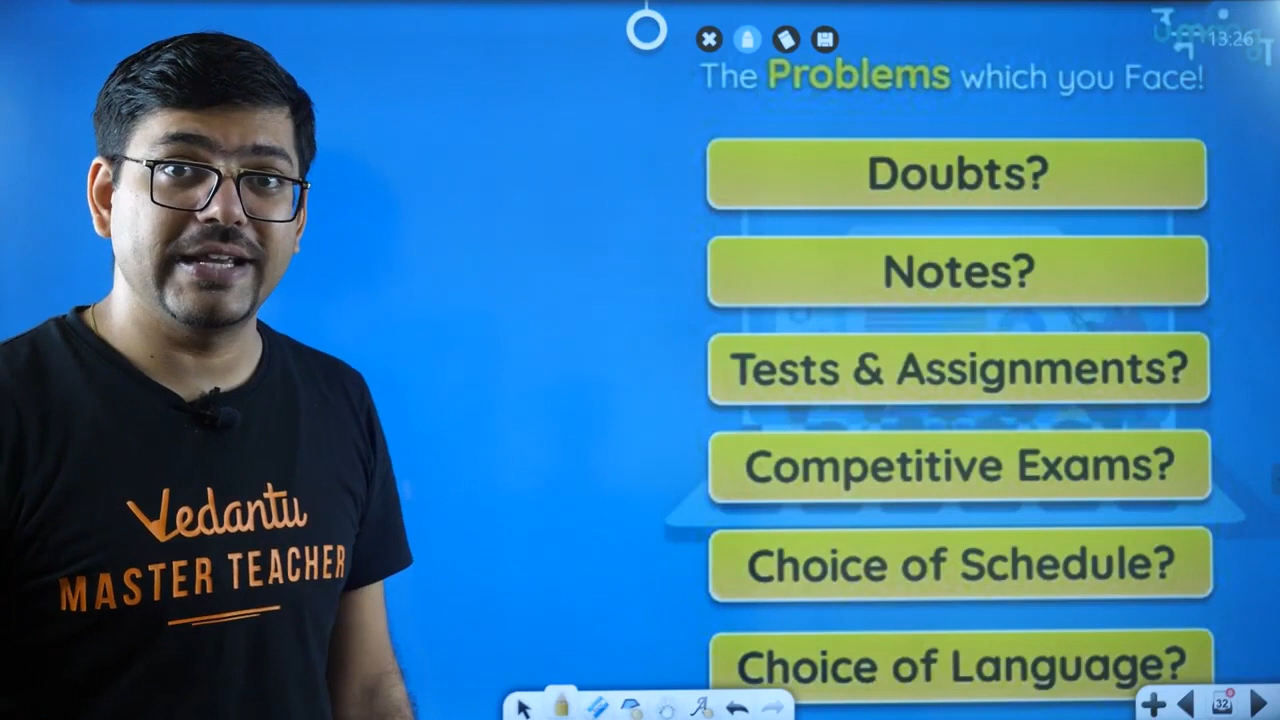 13:26
The Problems which you Face!
Doubts?
Notes?
Tests & Assignments?
Competitive Exams?
Choice of Schedule?
Choice of Language?
Vedantu
MASTER TEACHER
32